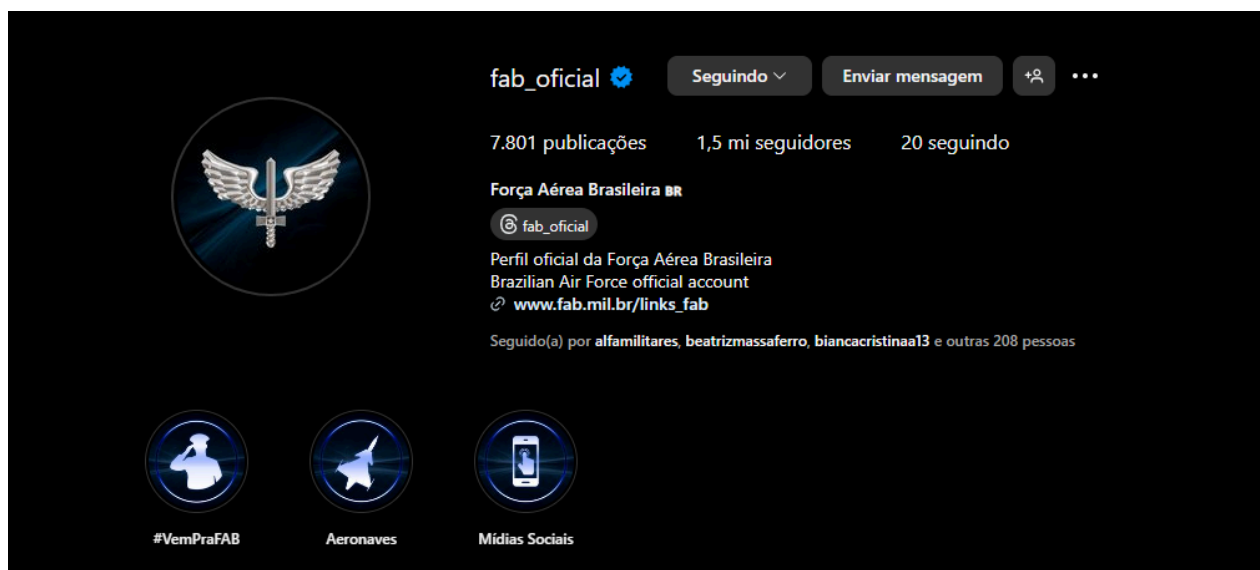 fab_oficial
Seguindo
Enviar mensagem
7.801 publicações
1,5 mi seguidores
20 seguindo
Força Aérea Brasileira BR
fab_oficial
Perfil oficial da Força Aérea Brasileira
Brazilian Air Force official account
www.fab.mil.br/links_fab
Seguido(a) por alfamilitares, beatrizmassaferro, biancacristinaa13 e outras 208 pessoas
#VemPraFAB
Aeronaves
Mídias Sociais